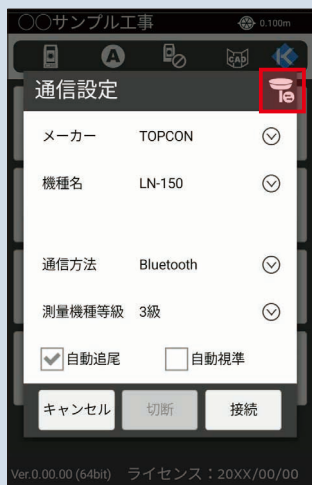 〇〇サンプル工事 0.100m
A CAD
通信設定
メーカー TOPCON
機種名 LN-150
通信方法 Bluetooth
測量機種等級 3級
自動追尾 自動視準
キャンセル 切断 接続
Ver.0.00.00 (64bit) ライセンス：20XX/00/00